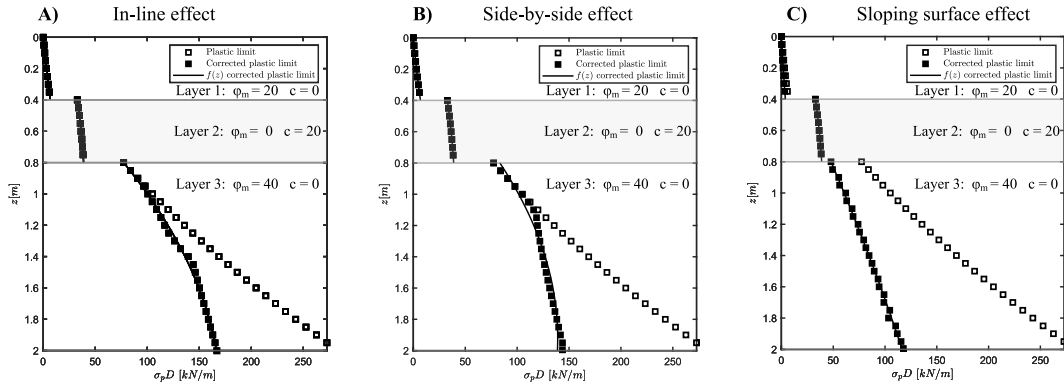 A) In-line effect
Plastic limit
Corrected plastic limit
f(z) corrected plastic limit
Layer 1: φm = 20 c = 0
Layer 2: φm = 0 c = 20
Layer 3: φm = 40 c = 0
0
0.2
0.4
0.6
0.8
1
1.2
1.4
1.6
1.8
2
z[m]
0 50 100 150 200 250
σpD [kN/m]
B) Side-by-side effect
Plastic limit
Corrected plastic limit
f(z) corrected plastic limit
Layer 1: φm = 20 c = 0
Layer 2: φm = 0 c = 20
Layer 3: φm = 40 c = 0
0
0.2
0.4
0.6
0.8
1
1.2
1.4
1.6
1.8
2
z[m]
0 50 100 150 200 250
σpD [kN/m]
C) Sloping surface effect
Plastic limit
Corrected plastic limit
f(z) corrected plastic limit
Layer 1: φm = 20 c = 0
Layer 2: φm = 0 c = 20
Layer 3: φm = 40 c = 0
0
0.2
0.4
0.6
0.8
1
1.2
1.4
1.6
1.8
2
z[m]
0 50 100 150 200 250
σpD [kN/m]